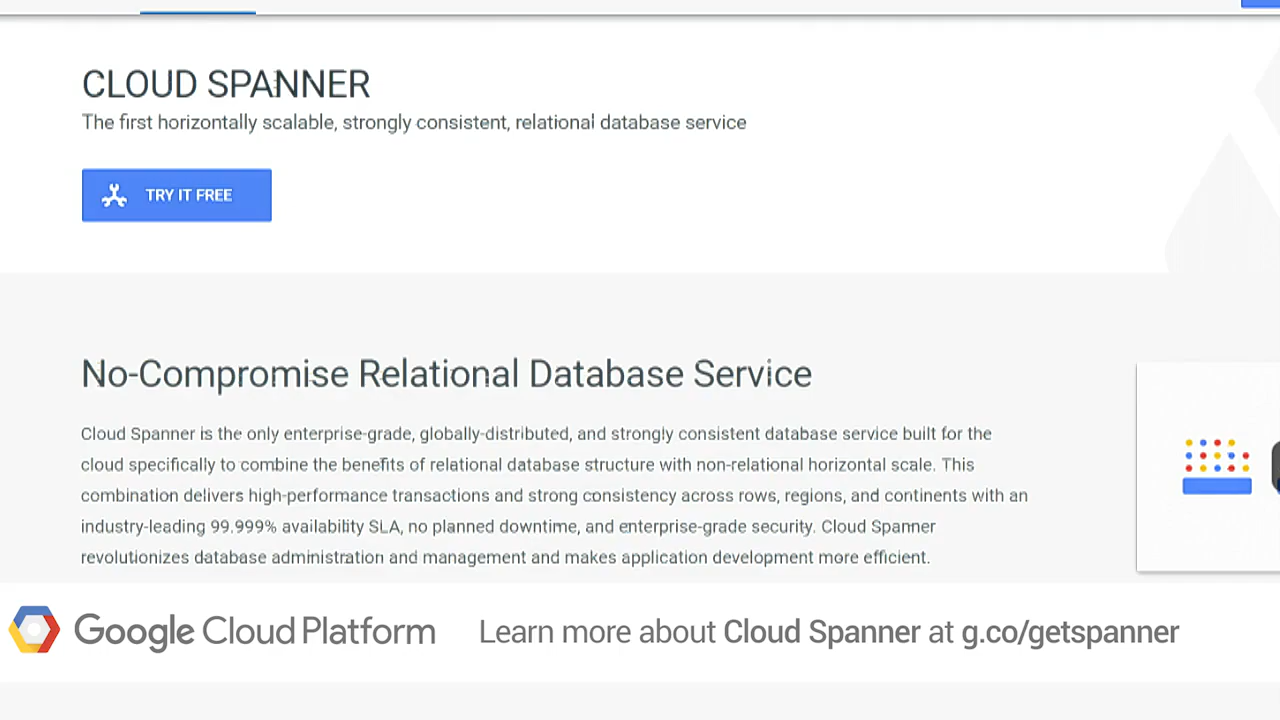 CLOUD SPANNER
The first horizontally scalable, strongly consistent, relational database service
TRY IT FREE
No-Compromise Relational Database Service
Cloud Spanner is the only enterprise-grade, globally-distributed, and strongly consistent database service built for the
cloud specifically to combine the benefits of relational database structure with non-relational horizontal scale. This
combination delivers high-performance transactions and strong consistency across rows, regions, and continents with an
industry-leading 99.999% availability SLA, no planned downtime, and enterprise-grade security. Cloud Spanner
revolutionizes database administration and management and makes application development more efficient.
Google Cloud Platform Learn more about Cloud Spanner at g.co/getspanner